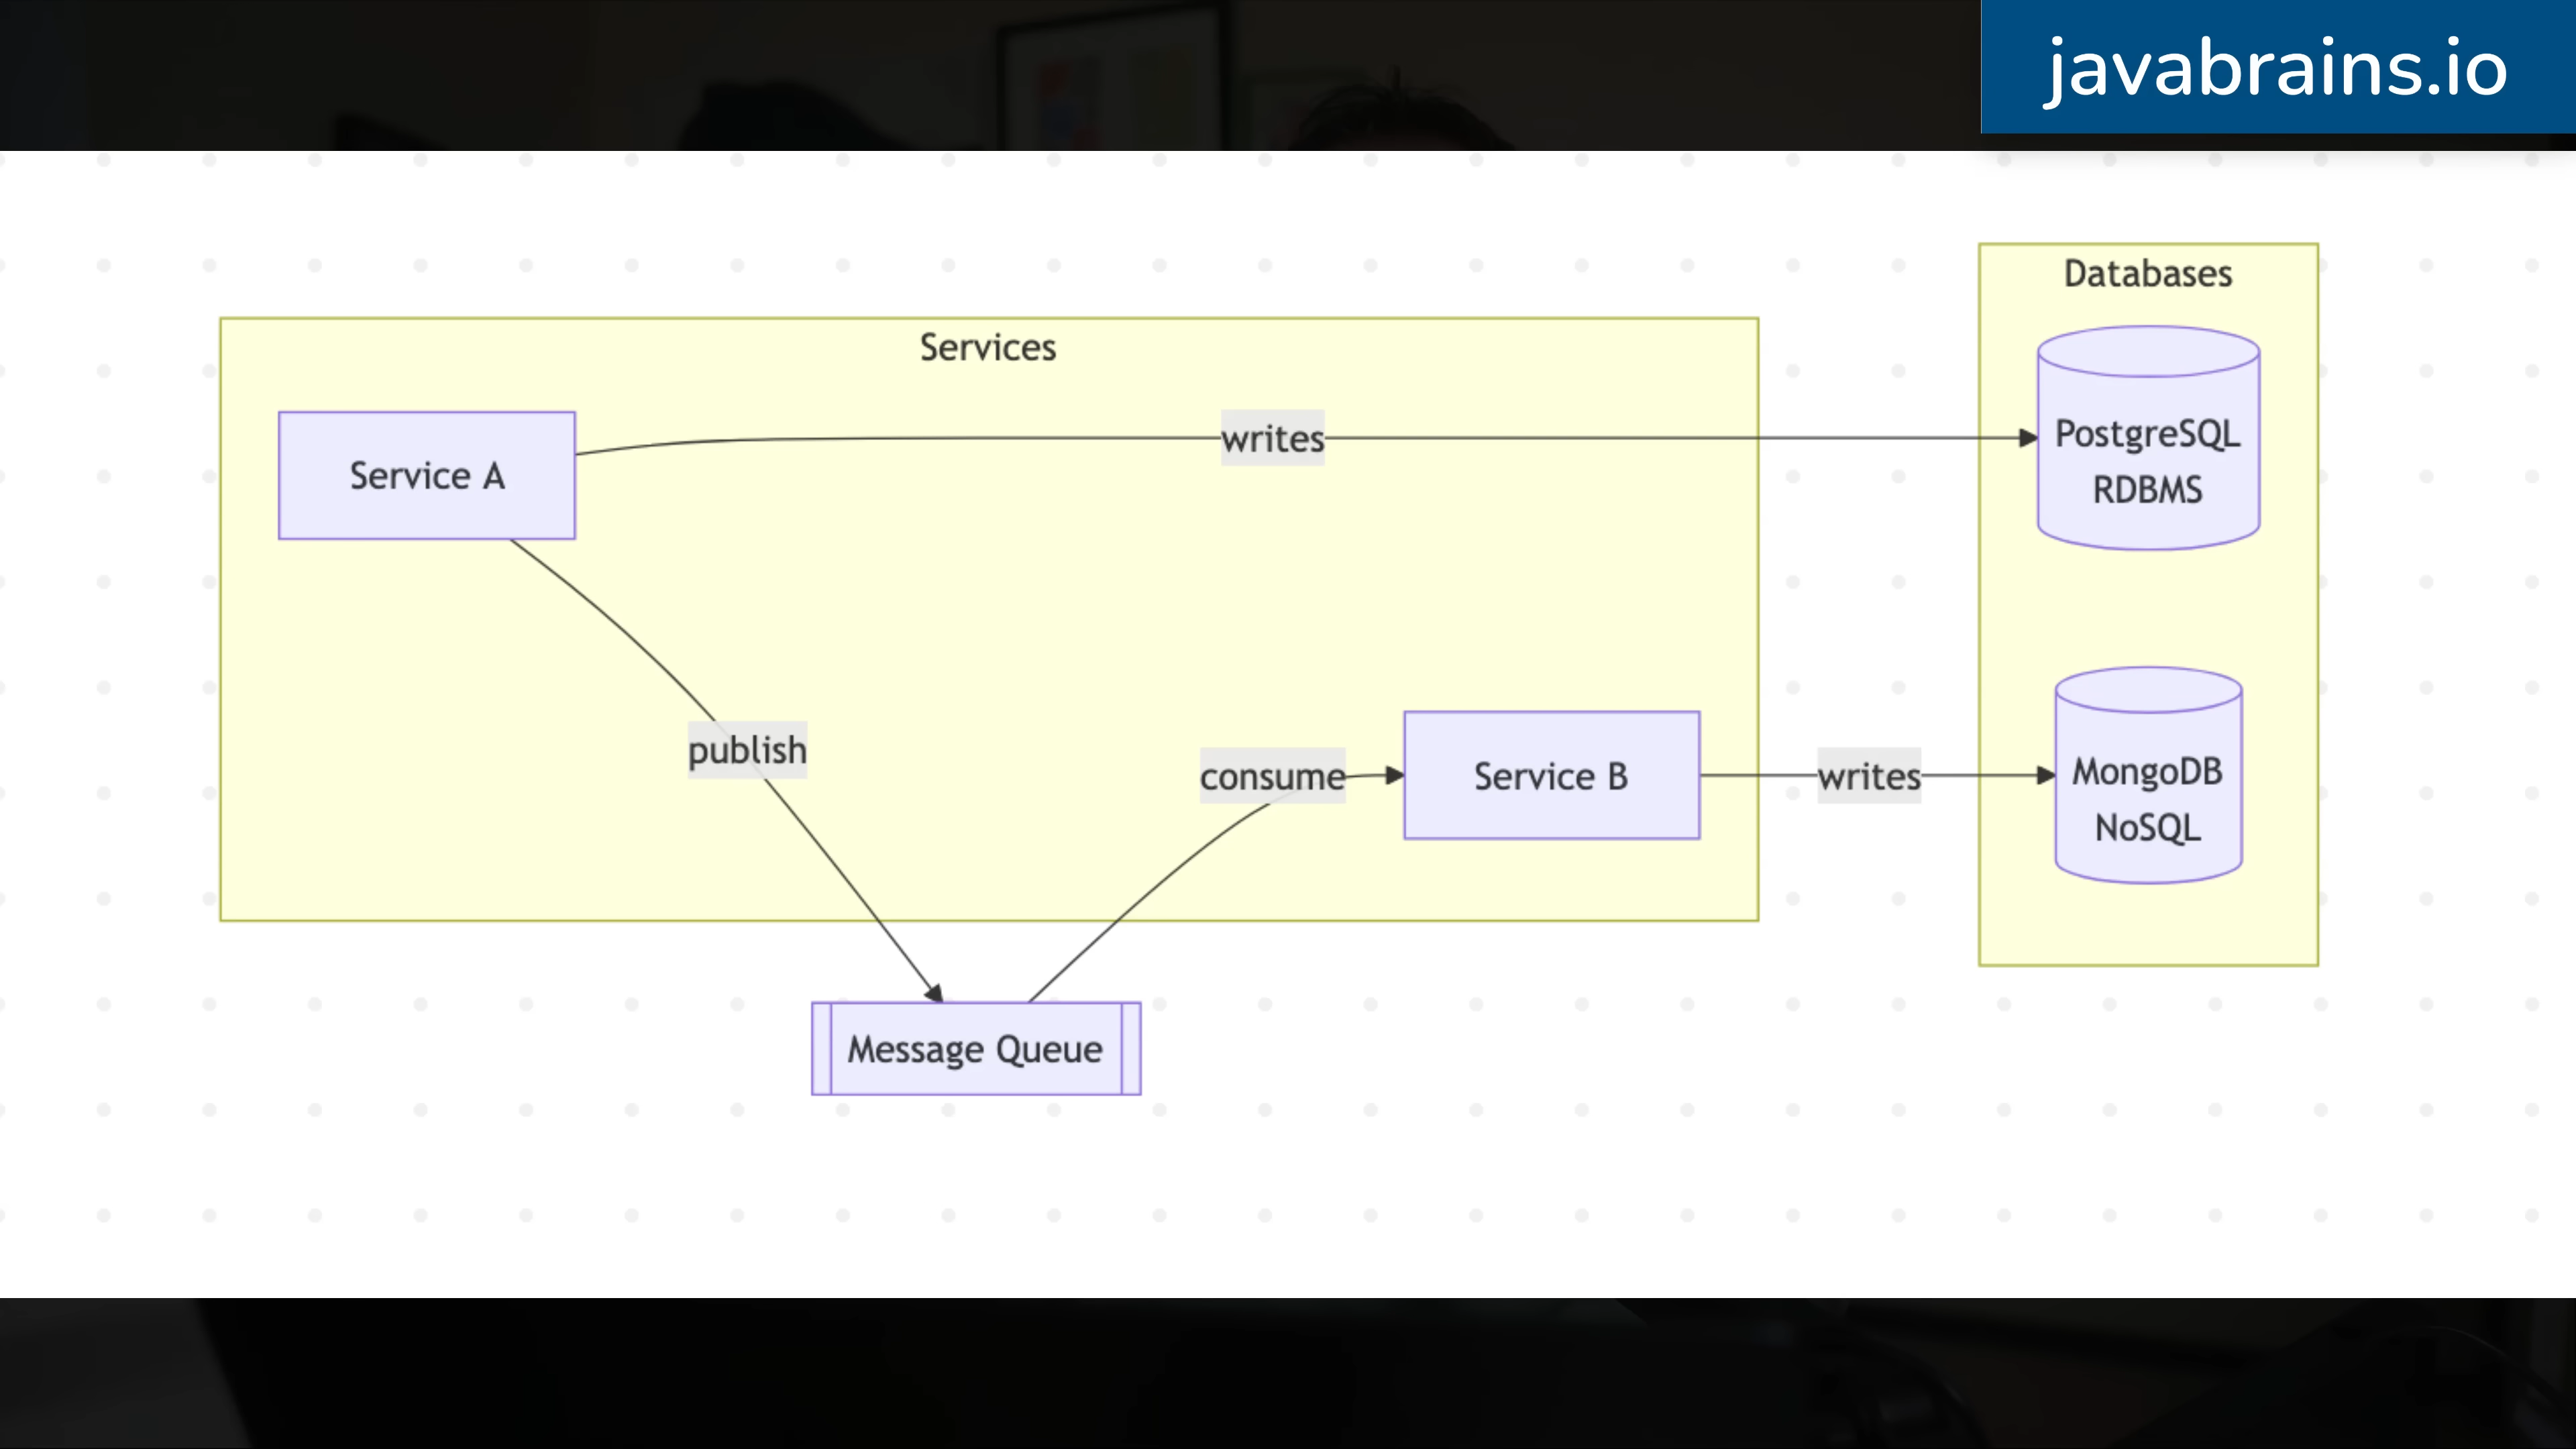 javabrains.io
Databases
Services
PostgreSQL
RDBMS
Service A
writes
publish
consume
Service B
writes
MongoDB
NoSQL
Message Queue